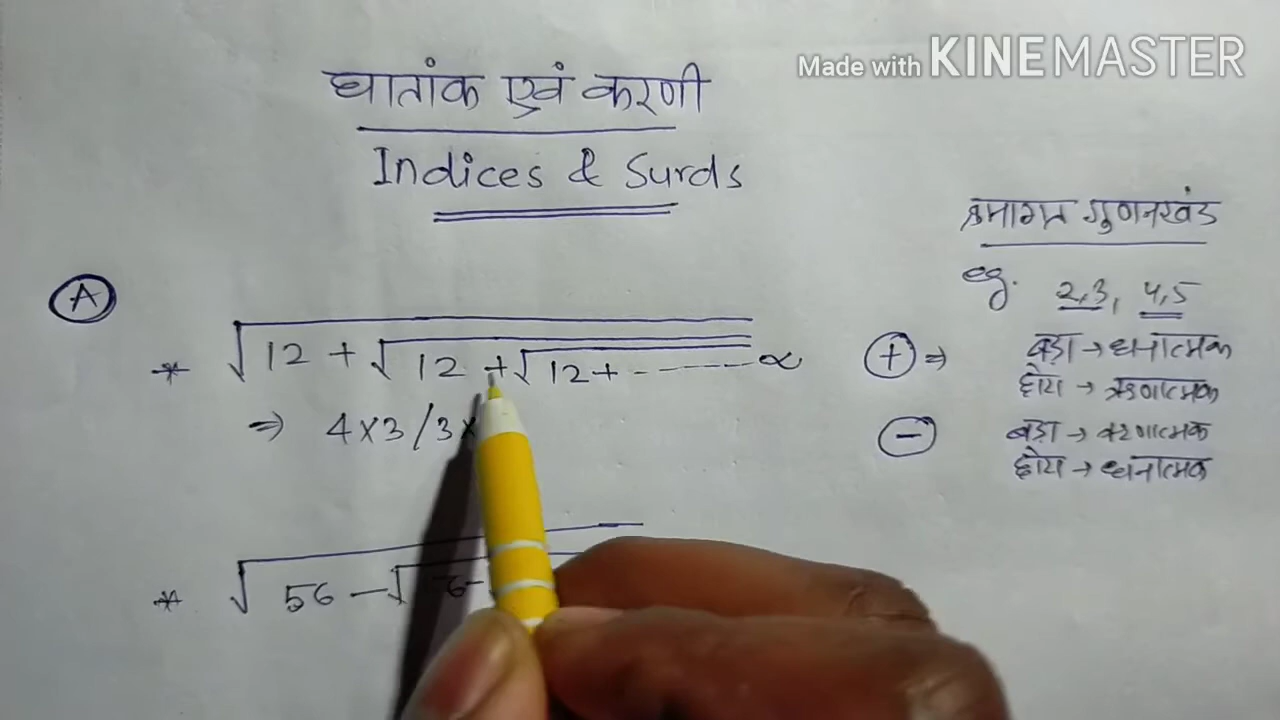 Made with KINEMASTER
घातांक एवं करणी
Indices & Surds
क्रमागत गुणनखंड
eg. 2,3, 4,5
A
* √12 + √12 + √12 + ------- ∝
⇒ 4×3 / 3×
(+) ⇒ बड़ा → धनात्मक
छोटा → ऋणात्मक
(-) बड़ा → ऋणात्मक
छोटा → धनात्मक
* √56 - √56 -